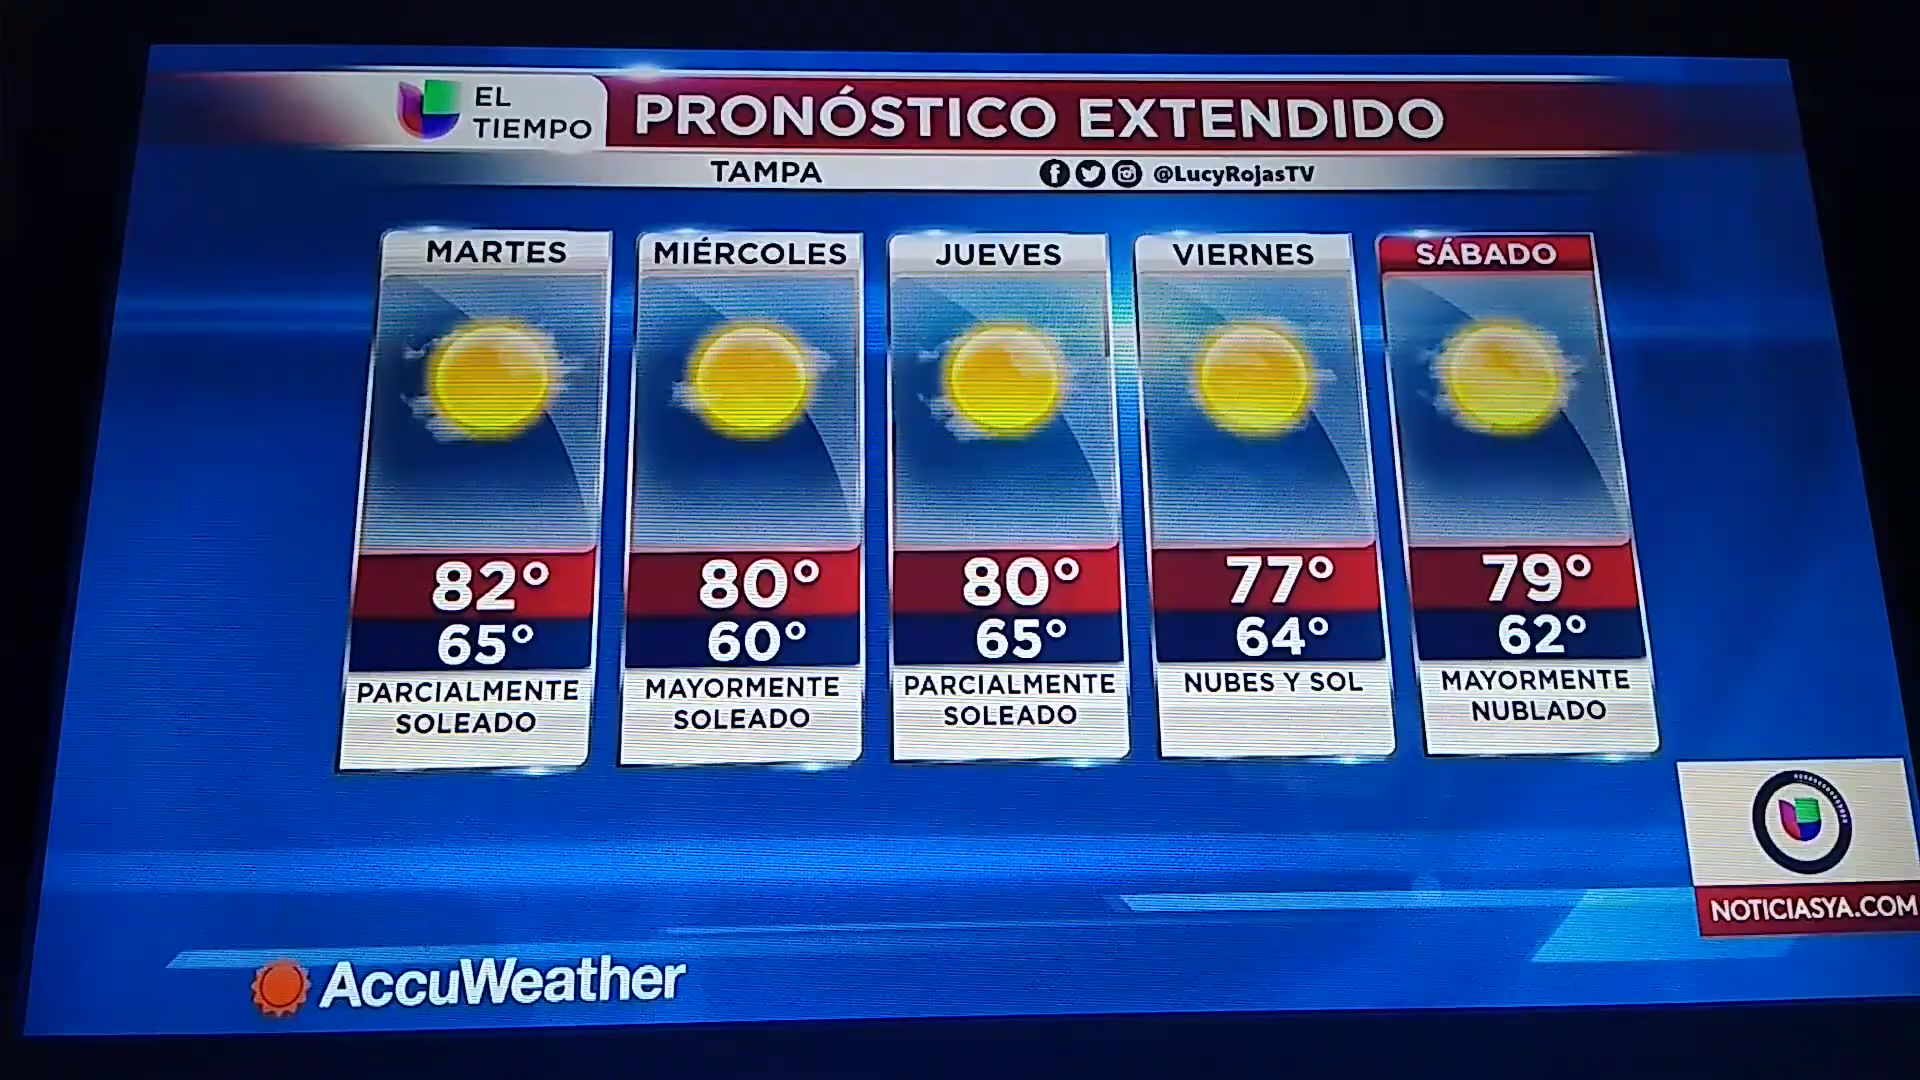 EL
TIEMPO
PRONÓSTICO EXTENDIDO
TAMPA
@LucyRojasTV
MARTES
82°
65°
PARCIALMENTE
SOLEADO
MIÉRCOLES
80°
60°
MAYORMENTE
SOLEADO
JUEVES
80°
65°
PARCIALMENTE
SOLEADO
VIERNES
77°
64°
NUBES Y SOL
SÁBADO
79°
62°
MAYORMENTE
NUBLADO
NOTICIASYA.COM
AccuWeather